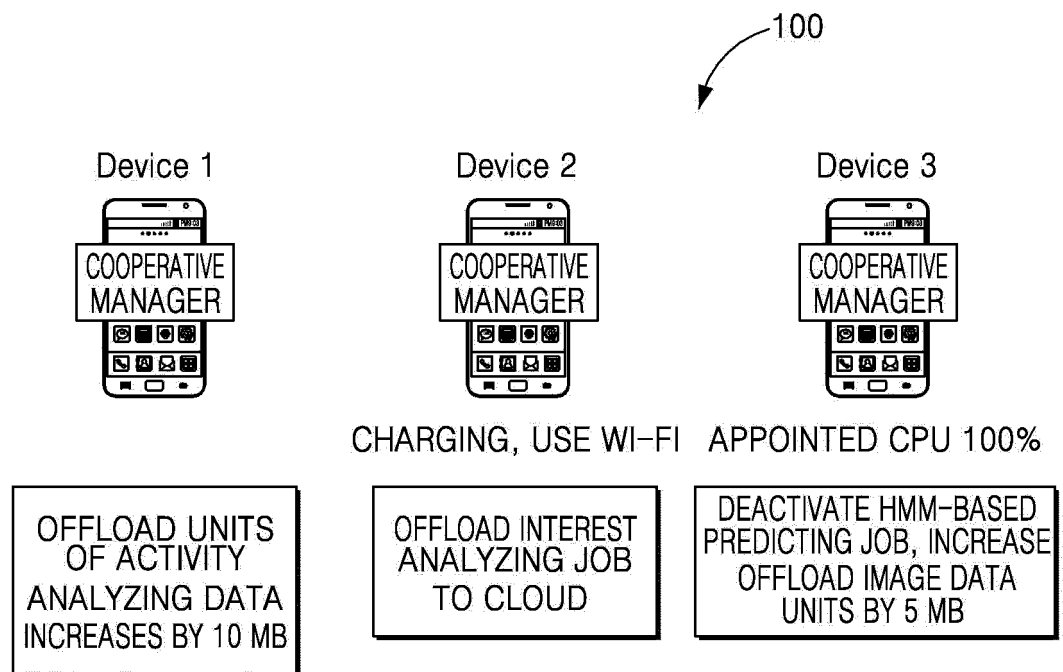 100
Device 1
Device 2
Device 3
COOPERATIVE
MANAGER
COOPERATIVE
MANAGER
COOPERATIVE
MANAGER
CHARGING, USE WI-FI
APPOINTED CPU 100%
OFFLOAD UNITS
OF ACTIVITY
ANALYZING DATA
INCREASES BY 10 MB
OFFLOAD INTEREST
ANALYZING JOB
TO CLOUD
DEACTIVATE HMM-BASED
PREDICTING JOB, INCREASE
OFFLOAD IMAGE DATA
UNITS BY 5 MB